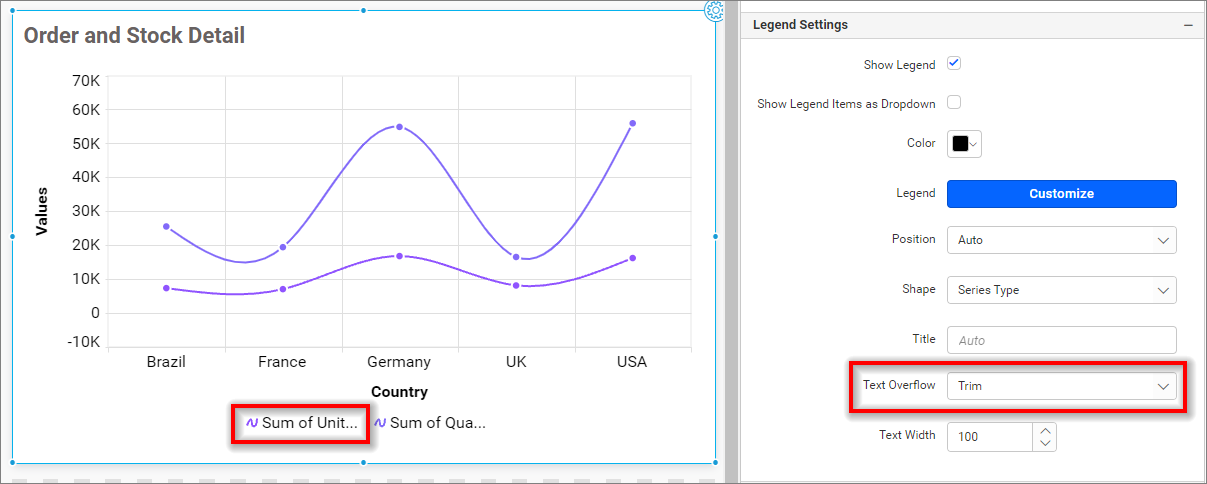 Order and Stock Detail
70K
60K
50K
40K
30K
20K
10K
0
-10K
Values
Brazil France Germany UK USA
Country
Sum of Unit... Sum of Qua...
Legend Settings
Show Legend
Show Legend Items as Dropdown
Color
Legend Customize
Position Auto
Shape Series Type
Title Auto
Text Overflow Trim
Text Width 100